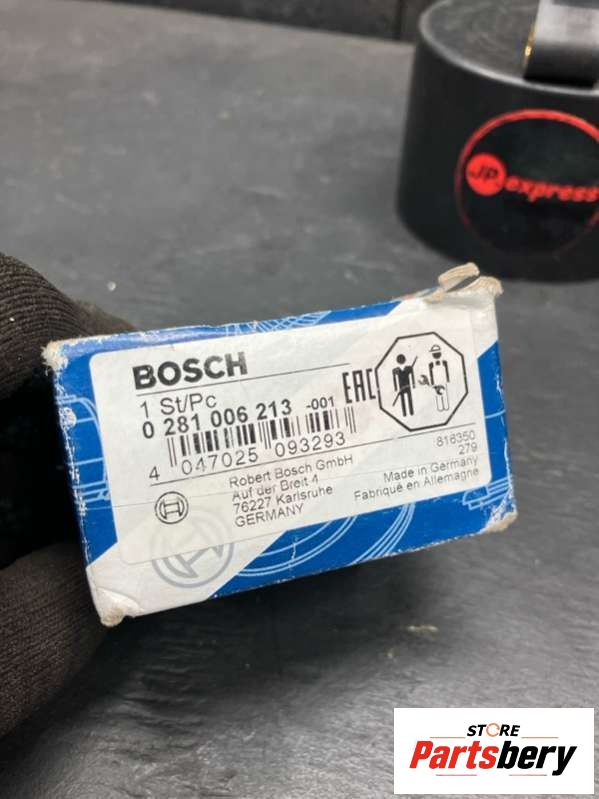 JP express
BOSCH
1 St/Pc
0 281 006 213 -001
EAC
4 047025 093293
Robert Bosch GmbH
Auf der Breit 4
76227 Karlsruhe
GERMANY
816350
279
Made in Germany
Fabriqué en Allemagne
STORE
Partsbery